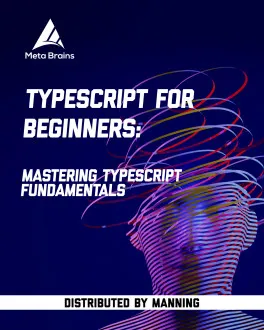 Meta Brains
TYPESCRIPT FOR
BEGINNERS:
MASTERING TYPESCRIPT
FUNDAMENTALS
DISTRIBUTED BY MANNING